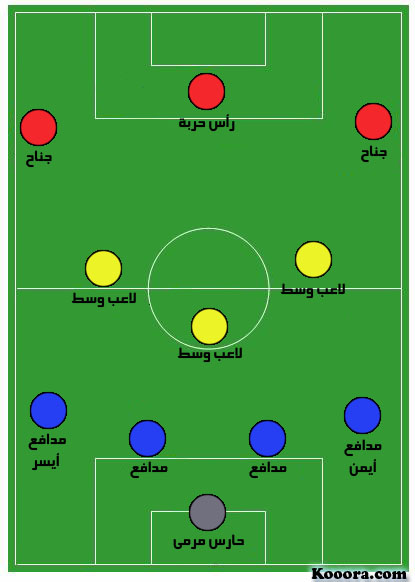 رأس حربة
جناح
جناح
لاعب وسط
لاعب وسط
لاعب وسط
مدافع
أيمن
مدافع
مدافع
مدافع
أيسر
حارس مرمى
Kooora.com